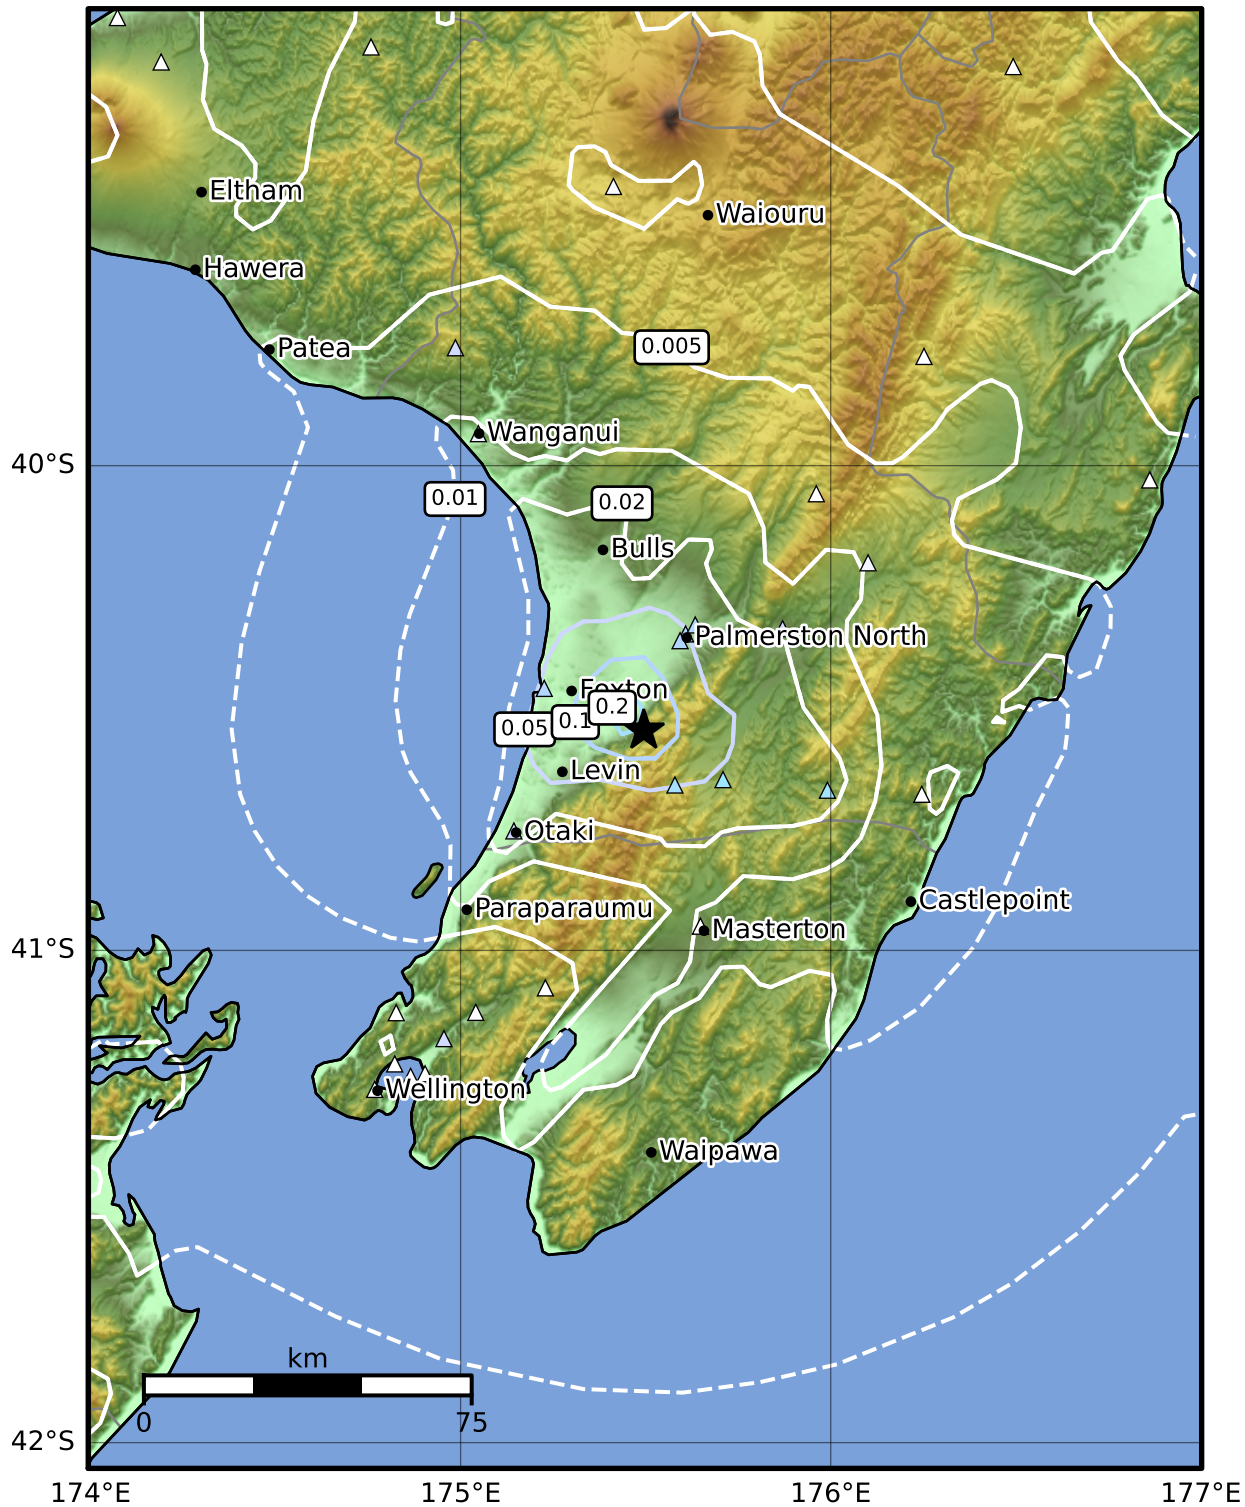 Eltham
Waiouru
Hawera
Patea
0.005
Wanganui
40°S
0.01
0.02
Bulls
Palmerston North
Foxton
0.2
0.1
0.05
Levin
Otaki
Castlepoint
Paraparaumu
Masterton
41°S
Wellington
Waipawa
km
0 75
42°S
174°E 175°E 176°E 177°E